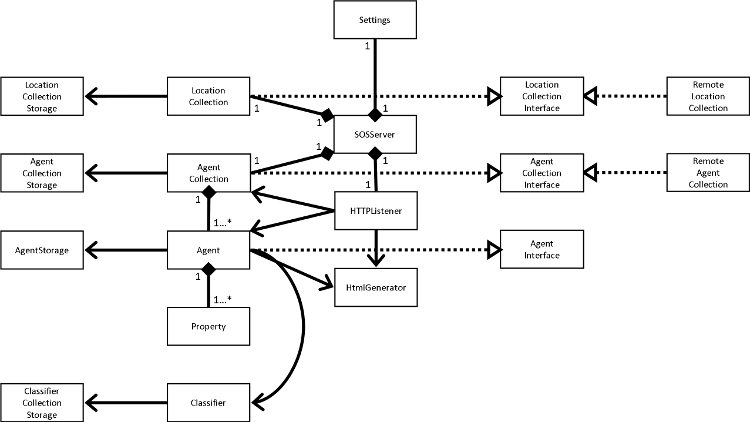 Settings
1
Location
Collection
Storage
Location
Collection
Location
Collection
Interface
Remote
Location
Collection
1
1
1
SOSServer
Agent
Collection
Storage
Agent
Collection
1
1
1
Agent
Collection
Interface
Remote
Agent
Collection
1
1
HTTPListener
1...*
AgentStorage
Agent
Agent
Interface
1
HtmlGenerator
1...*
Property
Classifier
Collection
Storage
Classifier